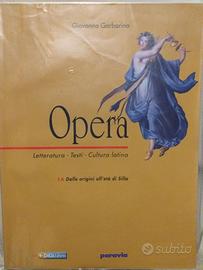 Giovanna Garbarino
Opera
Letteratura - Testi - Cultura latina
1A Dalle origini all'età di Silla
paravia
subito